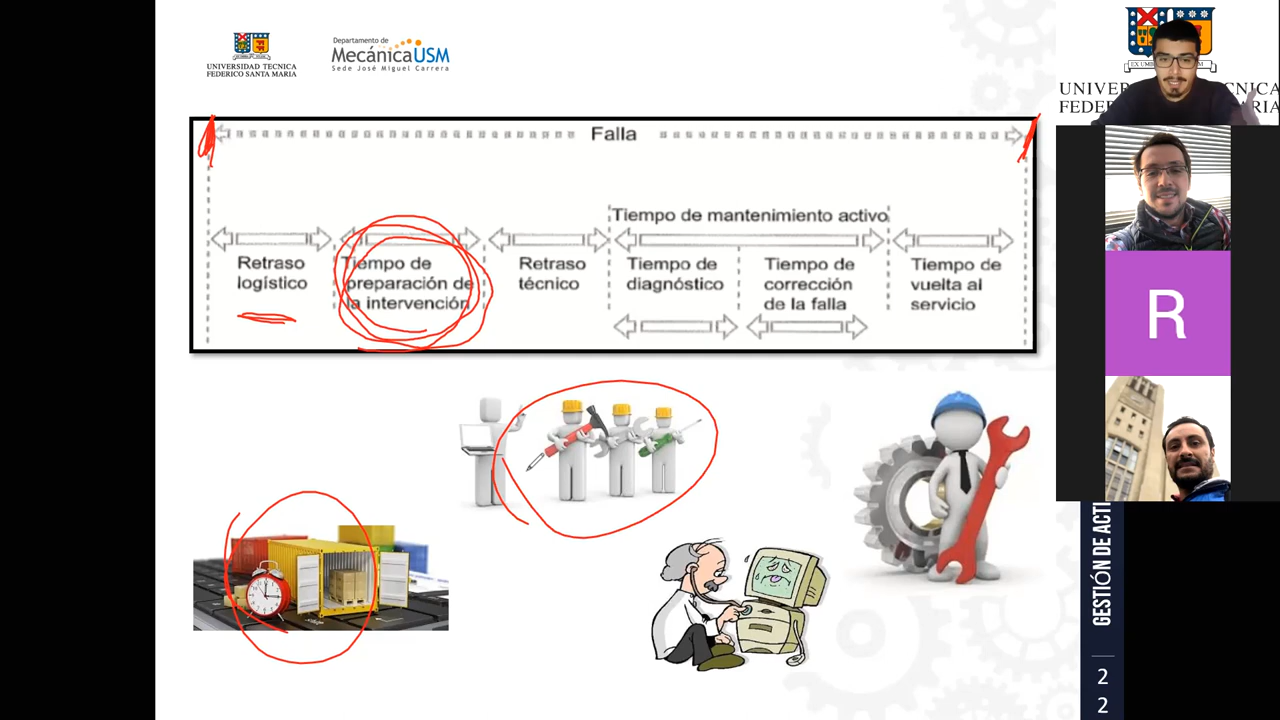 UNIVERSIDAD TECNICA
FEDERICO SANTA MARIA
Departamento de
MecánicaUSM
Sede José Miguel Carrera
Falla
Tiempo de mantenimiento activo
Retraso
logístico
Tiempo de
preparación de
la intervención
Retraso
técnico
Tiempo de
diagnóstico
Tiempo de
corrección
de la falla
Tiempo de
vuelta al
servicio
R
GESTIÓN DE ACTI
2
2